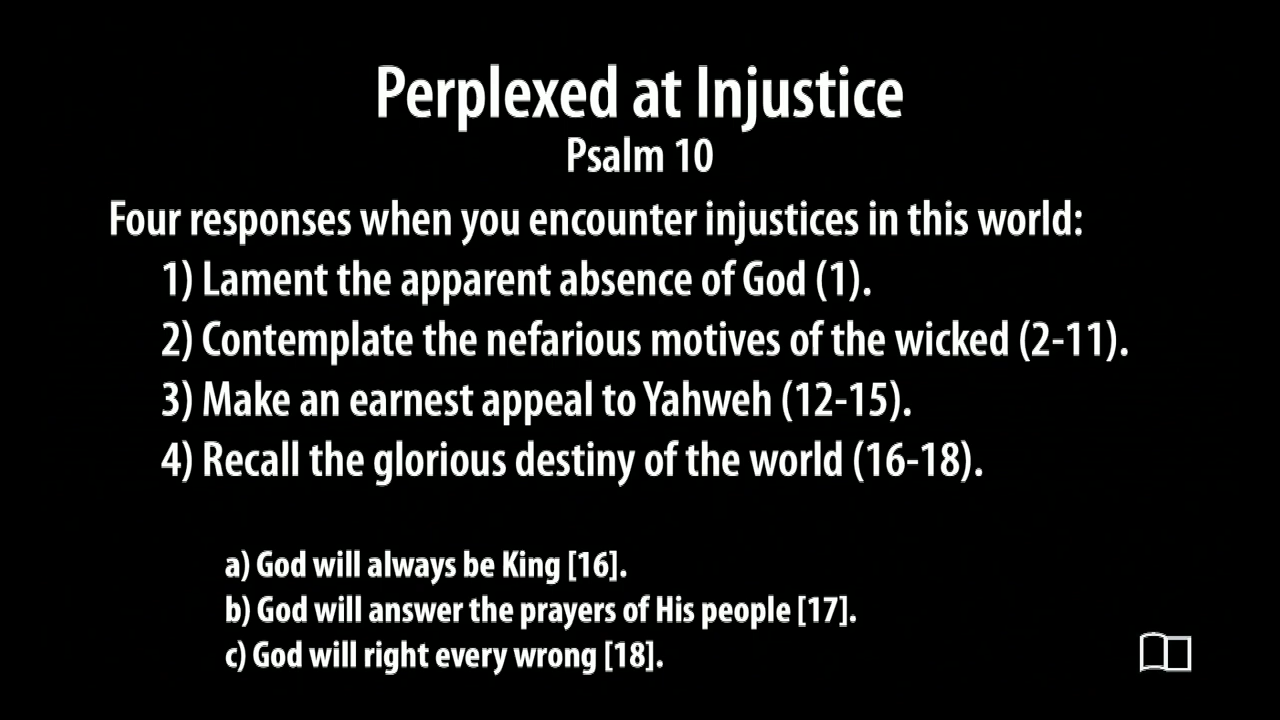 Perplexed at Injustice
Psalm 10
Four responses when you encounter injustices in this world:
1) Lament the apparent absence of God (1).
2) Contemplate the nefarious motives of the wicked (2-11).
3) Make an earnest appeal to Yahweh (12-15).
4) Recall the glorious destiny of the world (16-18).
a) God will always be King [16].
b) God will answer the prayers of His people [17].
c) God will right every wrong [18].